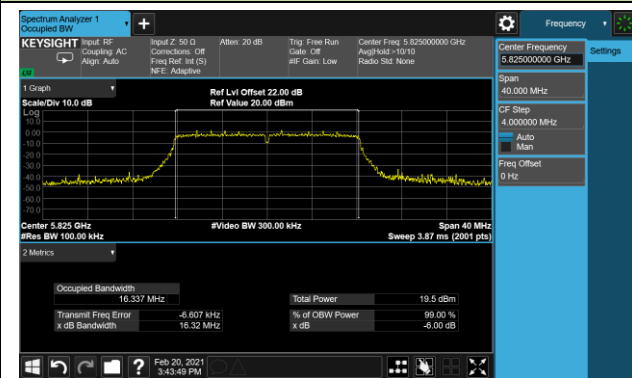 Spectrum Analyzer 1
Occupied BW
+
Frequency
KEYSIGHT
Input: RF
Coupling: AC
Align: Auto
Input Z: 50 Ω
Corrections: Off
Freq Ref: Int (S)
NFE: Adaptive
Atten: 20 dB
Trig: Free Run
Gate: Off
#IF Gain: Low
Center Freq: 5.825000000 GHz
Avg|Hold:>10/10
Radio Std: None
Center Frequency
5.825000000 GHz
Settings
Span
40.000 MHz
CF Step
4.000000 MHz
Auto
Man
Freq Offset
0 Hz
1 Graph
Scale/Div 10.0 dB
Ref Lvl Offset 22.00 dB
Ref Value 20.00 dBm
Log
10.0
0.00
-10.0
-20.0
-30.0
-40.0
-50.0
-60.0
-70.0
Center 5.825 GHz
#Res BW 100.00 kHz
#Video BW 300.00 kHz
Span 40 MHz
Sweep 3.87 ms (2001 pts)
2 Metrics
Occupied Bandwidth
16.337 MHz
Total Power 19.5 dBm
Transmit Freq Error -6.607 kHz
% of OBW Power 99.00 %
x dB Bandwidth 16.32 MHz
x dB -6.00 dB
?
Feb 20, 2021
3:43:49 PM